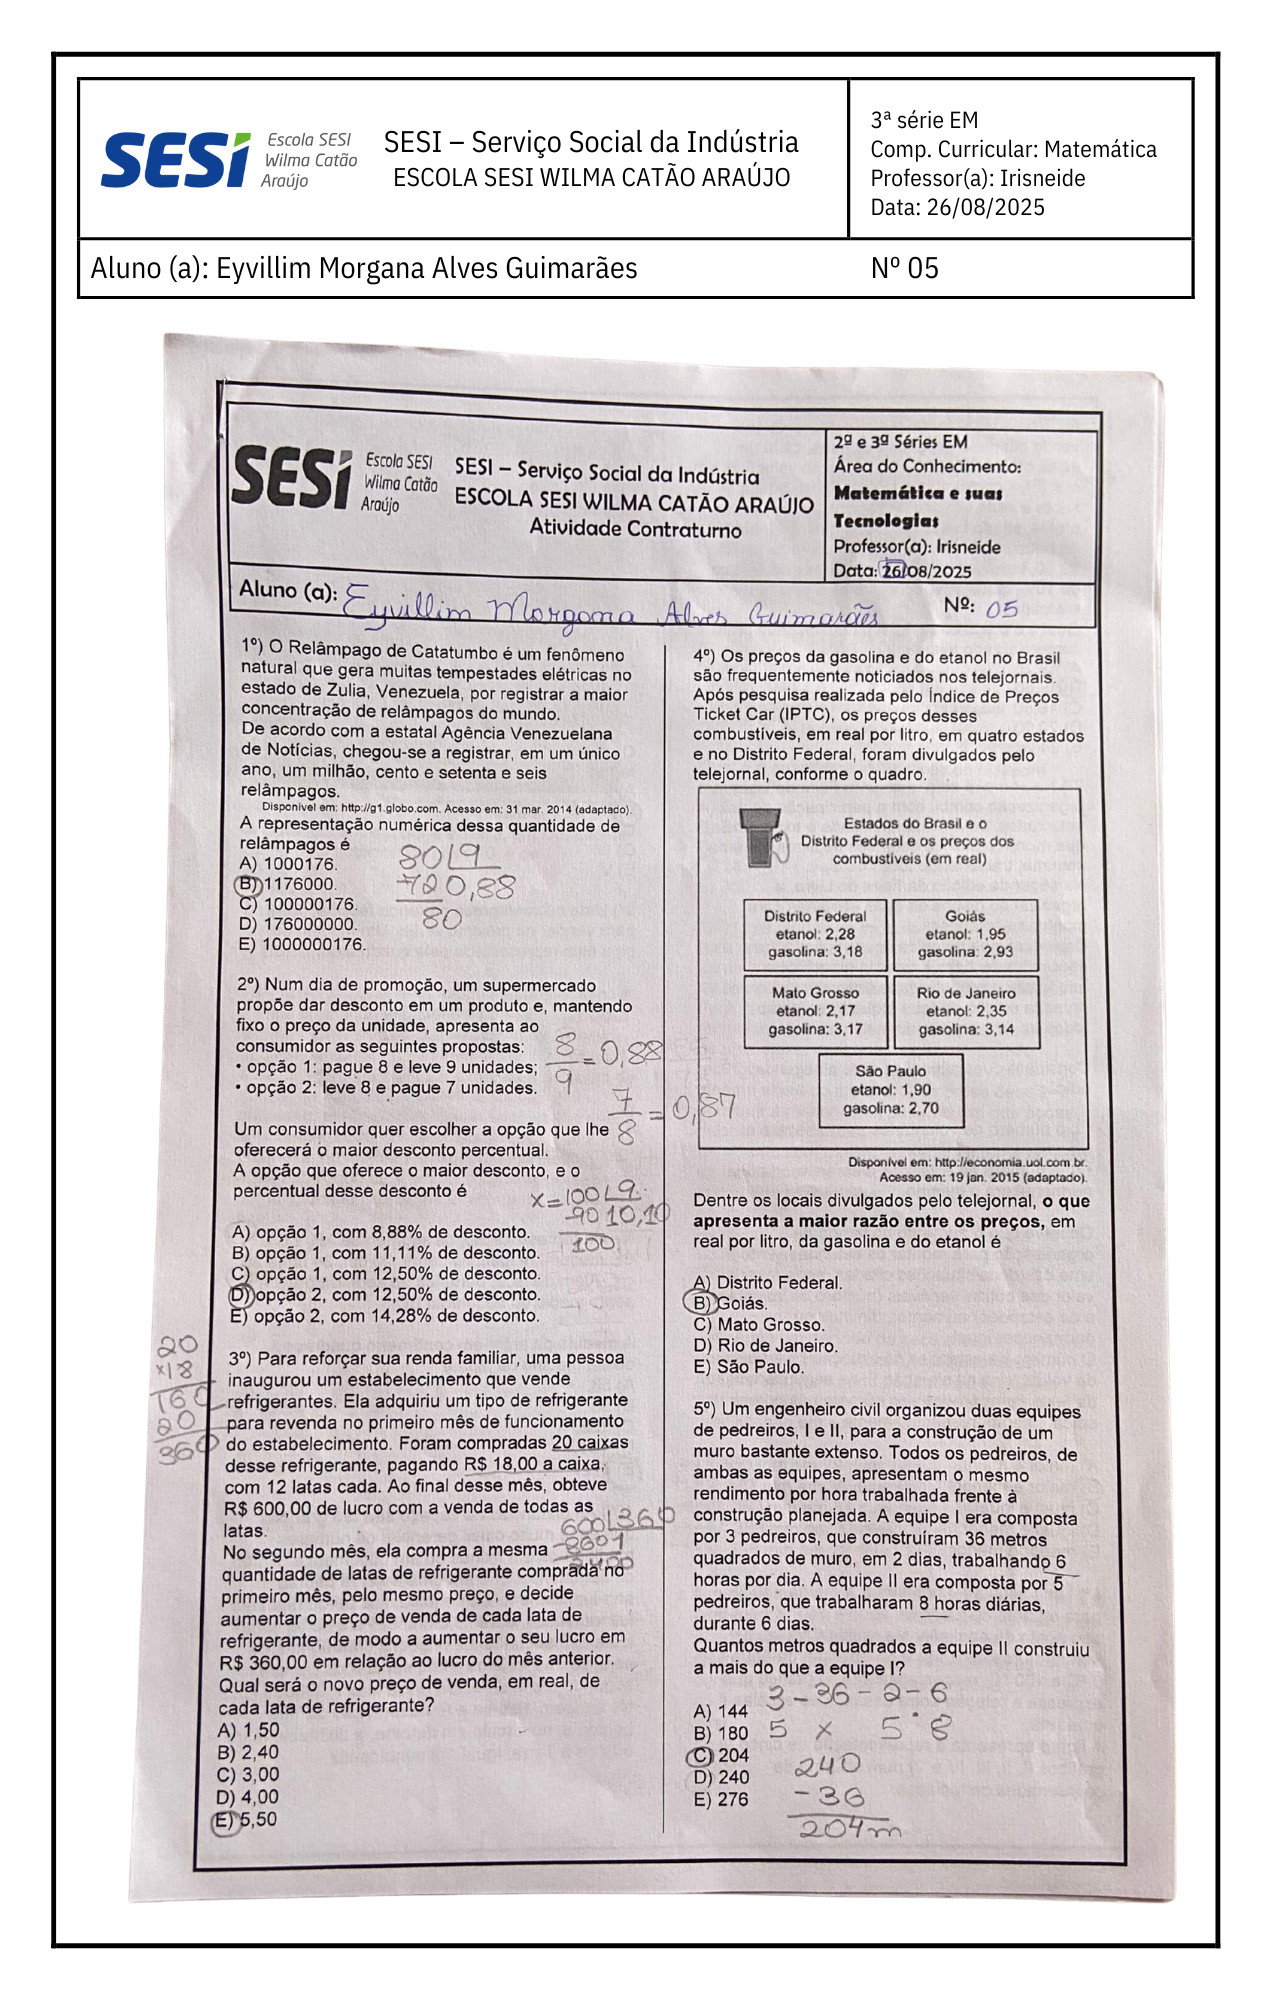 SESI
Escola SESI
Wilma Catão
Araújo
SESI – Serviço Social da Indústria
ESCOLA SESI WILMA CATÃO ARAÚJO
3ª série EM
Comp. Curricular: Matemática
Professor(a): Irisneide
Data: 26/08/2025
Aluno (a): Eyvillim Morgana Alves Guimarães
Nº 05
SESI
Escola SESI
Wilma Catão
Araújo
SESI – Serviço Social da Indústria
ESCOLA SESI WILMA CATÃO ARAÚJO
Atividade Contraturno
2ª e 3ª Séries EM
Área do Conhecimento:
Matemática e suas
Tecnologias
Professor(a): Irisneide
Data: 26/08/2025
Aluno (a): Eyvillim Morgana Alves Guimarães
Nº: 05
1º) O Relâmpago de Catatumbo é um fenômeno
natural que gera muitas tempestades elétricas no
estado de Zulia, Venezuela, por registrar a maior
concentração de relâmpagos do mundo.
De acordo com a estatal Agência Venezuelana
de Notícias, chegou-se a registrar, em um único
ano, um milhão, cento e setenta e seis
relâmpagos.
Disponível em: http://g1.globo.com. Acesso em: 31 mar. 2014 (adaptado).
A representação numérica dessa quantidade de
relâmpagos é
A) 1000176.
B) 1176000.
C) 100000176.
D) 176000000.
E) 1000000176.
80 9
-72 0,88
80
2º) Num dia de promoção, um supermercado
propõe dar desconto em um produto e, mantendo
fixo o preço da unidade, apresenta ao
consumidor as seguintes propostas:
• opção 1: pague 8 e leve 9 unidades;
• opção 2: leve 8 e pague 7 unidades.
8/9 = 0,88
7/8 = 0,87
Um consumidor quer escolher a opção que lhe
oferecerá o maior desconto percentual.
A opção que oferece o maior desconto, e o
percentual desse desconto é
x = 100 9
-90 10,10
100
A) opção 1, com 8,88% de desconto.
B) opção 1, com 11,11% de desconto.
C) opção 1, com 12,50% de desconto.
D) opção 2, com 12,50% de desconto.
E) opção 2, com 14,28% de desconto.
20
x18
160
20
360
3º) Para reforçar sua renda familiar, uma pessoa
inaugurou um estabelecimento que vende
refrigerantes. Ela adquiriu um tipo de refrigerante
para revenda no primeiro mês de funcionamento
do estabelecimento. Foram compradas 20 caixas
desse refrigerante, pagando R$ 18,00 a caixa,
com 12 latas cada. Ao final desse mês, obteve
R$ 600,00 de lucro com a venda de todas as
latas.
600 360
No segundo mês, ela compra a mesma
quantidade de latas de refrigerante comprada no
primeiro mês, pelo mesmo preço, e decide
aumentar o preço de venda de cada lata de
refrigerante, de modo a aumentar o seu lucro em
R$ 360,00 em relação ao lucro do mês anterior.
Qual será o novo preço de venda, em real, de
cada lata de refrigerante?
A) 1,50
B) 2,40
C) 3,00
D) 4,00
E) 5,50
4º) Os preços da gasolina e do etanol no Brasil
são frequentemente noticiados nos telejornais.
Após pesquisa realizada pelo Índice de Preços
Ticket Car (IPTC), os preços desses
combustíveis, em real por litro, em quatro estados
e no Distrito Federal, foram divulgados pelo
telejornal, conforme o quadro.
Estados do Brasil e o
Distrito Federal e os preços dos
combustíveis (em real)
Distrito Federal
etanol: 2,28
gasolina: 3,18
Goiás
etanol: 1,95
gasolina: 2,93
Mato Grosso
etanol: 2,17
gasolina: 3,17
Rio de Janeiro
etanol: 2,35
gasolina: 3,14
São Paulo
etanol: 1,90
gasolina: 2,70
Disponível em: http://economia.uol.com.br.
Acesso em: 19 jan. 2015 (adaptado).
Dentre os locais divulgados pelo telejornal, o que
apresenta a maior razão entre os preços, em
real por litro, da gasolina e do etanol é
A) Distrito Federal.
B) Goiás.
C) Mato Grosso.
D) Rio de Janeiro.
E) São Paulo.
5º) Um engenheiro civil organizou duas equipes
de pedreiros, I e II, para a construção de um
muro bastante extenso. Todos os pedreiros, de
ambas as equipes, apresentam o mesmo
rendimento por hora trabalhada frente à
construção planejada. A equipe I era composta
por 3 pedreiros, que construíram 36 metros
quadrados de muro, em 2 dias, trabalhando 6
horas por dia. A equipe II era composta por 5
pedreiros, que trabalharam 8 horas diárias,
durante 6 dias.
Quantos metros quadrados a equipe II construiu
a mais do que a equipe I?
A) 144
B) 180
C) 204
D) 240
E) 276
3 - 36 - 2 - 6
5 x 5 · 8
240
- 36
204m